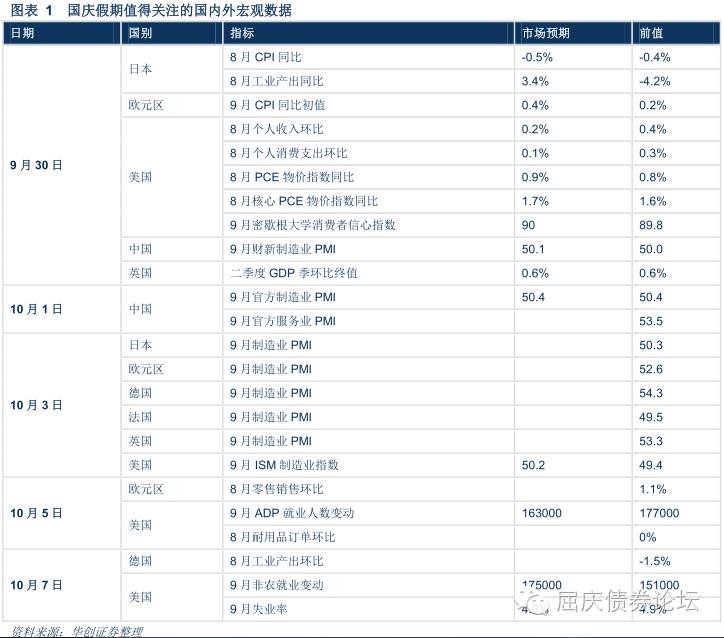 图表 1 国庆假期值得关注的国内外宏观数据
日期 国别 指标 市场预期 前值
9 月 30 日 日本 8 月 CPI 同比 -0.5% -0.4%
8 月工业产出同比 3.4% -4.2%
欧元区 9 月 CPI 同比初值 0.4% 0.2%
美国 8 月个人收入环比 0.2% 0.4%
8 月个人消费支出环比 0.1% 0.3%
8 月 PCE 物价指数同比 0.9% 0.8%
8 月核心 PCE 物价指数同比 1.7% 1.6%
9 月密歇根大学消费者信心指数 90 89.8
中国 9 月财新制造业 PMI 50.1 50.0
英国 二季度 GDP 季环比终值 0.6% 0.6%
10 月 1 日 中国 9 月官方制造业 PMI 50.4 50.4
9 月官方服务业 PMI 53.5
10 月 3 日 日本 9 月制造业 PMI 50.3
欧元区 9 月制造业 PMI 52.6
德国 9 月制造业 PMI 54.3
法国 9 月制造业 PMI 49.5
英国 9 月制造业 PMI 53.3
美国 9 月 ISM 制造业指数 50.2 49.4
10 月 5 日 欧元区 8 月零售销售环比 1.1%
美国 9 月 ADP 就业人数变动 163000 177000
8 月耐用品订单环比 0%
10 月 7 日 德国 8 月工业产出环比 -1.5%
美国 9 月非农就业变动 175000 151000
9 月失业率 4.9%
屈庆债券论坛
资料来源：华创证券整理